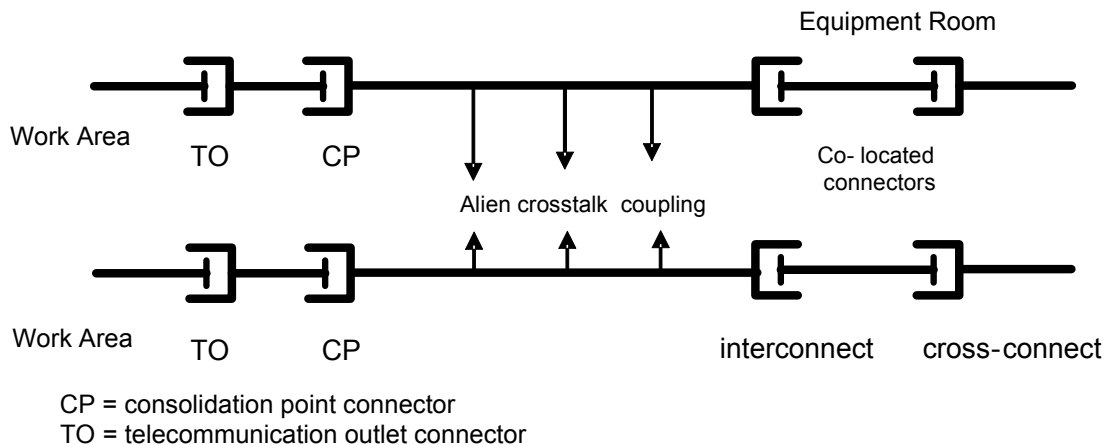 Equipment Room
Work Area
TO
CP
Co- located
connectors
Alien crosstalk coupling
Work Area
TO
CP
interconnect
cross-connect
CP = consolidation point connector
TO = telecommunication outlet connector